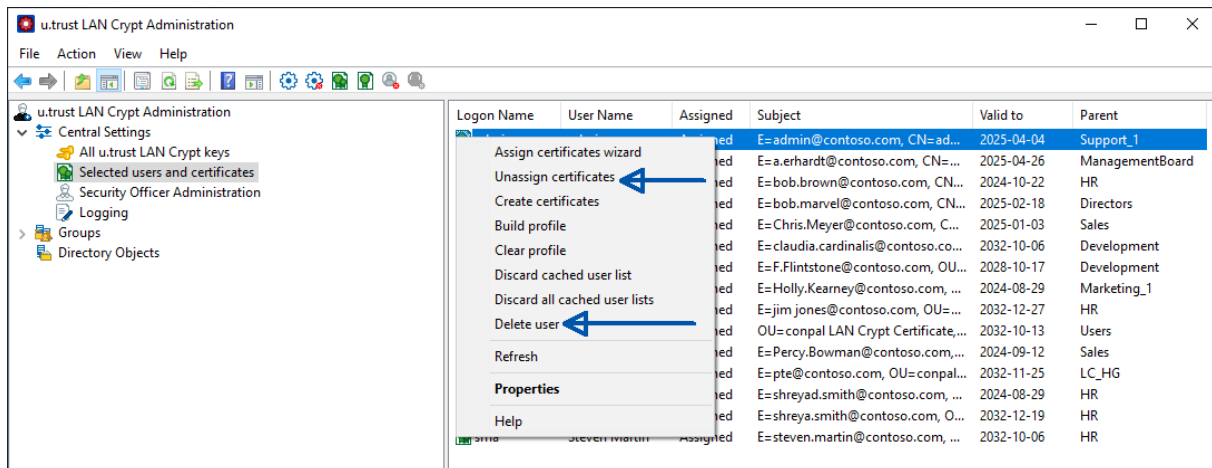 u.trust LAN Crypt Administration
File Action View Help
u.trust LAN Crypt Administration
Central Settings
All u.trust LAN Crypt keys
Selected users and certificates
Security Officer Administration
Logging
Groups
Directory Objects
Logon Name User Name Assigned Subject Valid to Parent
E=admin@contoso.com, CN=ad... 2025-04-04 Support_1
E=a.erhardt@contoso.com, CN=... 2025-04-26 ManagementBoard
E=bob.brown@contoso.com, CN... 2024-10-22 HR
E=bob.marvel@contoso.com, CN... 2025-02-18 Directors
E=Chris.Meyer@contoso.com, C... 2025-01-03 Sales
E=claudia.cardinalis@contoso.co... 2032-10-06 Development
E=F.Flintstone@contoso.com, OU... 2028-10-17 Development
E=Holly.Kearney@contoso.com, ... 2024-08-29 Marketing_1
E=jim jones@contoso.com, OU=... 2032-12-27 HR
OU=conpal LAN Crypt Certificate,... 2032-10-13 Users
E=Percy.Bowman@contoso.com,... 2024-09-12 Sales
E=pte@contoso.com, OU=conpal... 2032-11-25 LC_HG
E=shreyad.smith@contoso.com, ... 2024-08-29 HR
E=shreya.smith@contoso.com, O... 2032-12-19 HR
sma Steven Martin Assigned E=steven.martin@contoso.com, ... 2032-10-06 HR
Assign certificates wizard
Unassign certificates
Create certificates
Build profile
Clear profile
Discard cached user list
Discard all cached user lists
Delete user
Refresh
Properties
Help